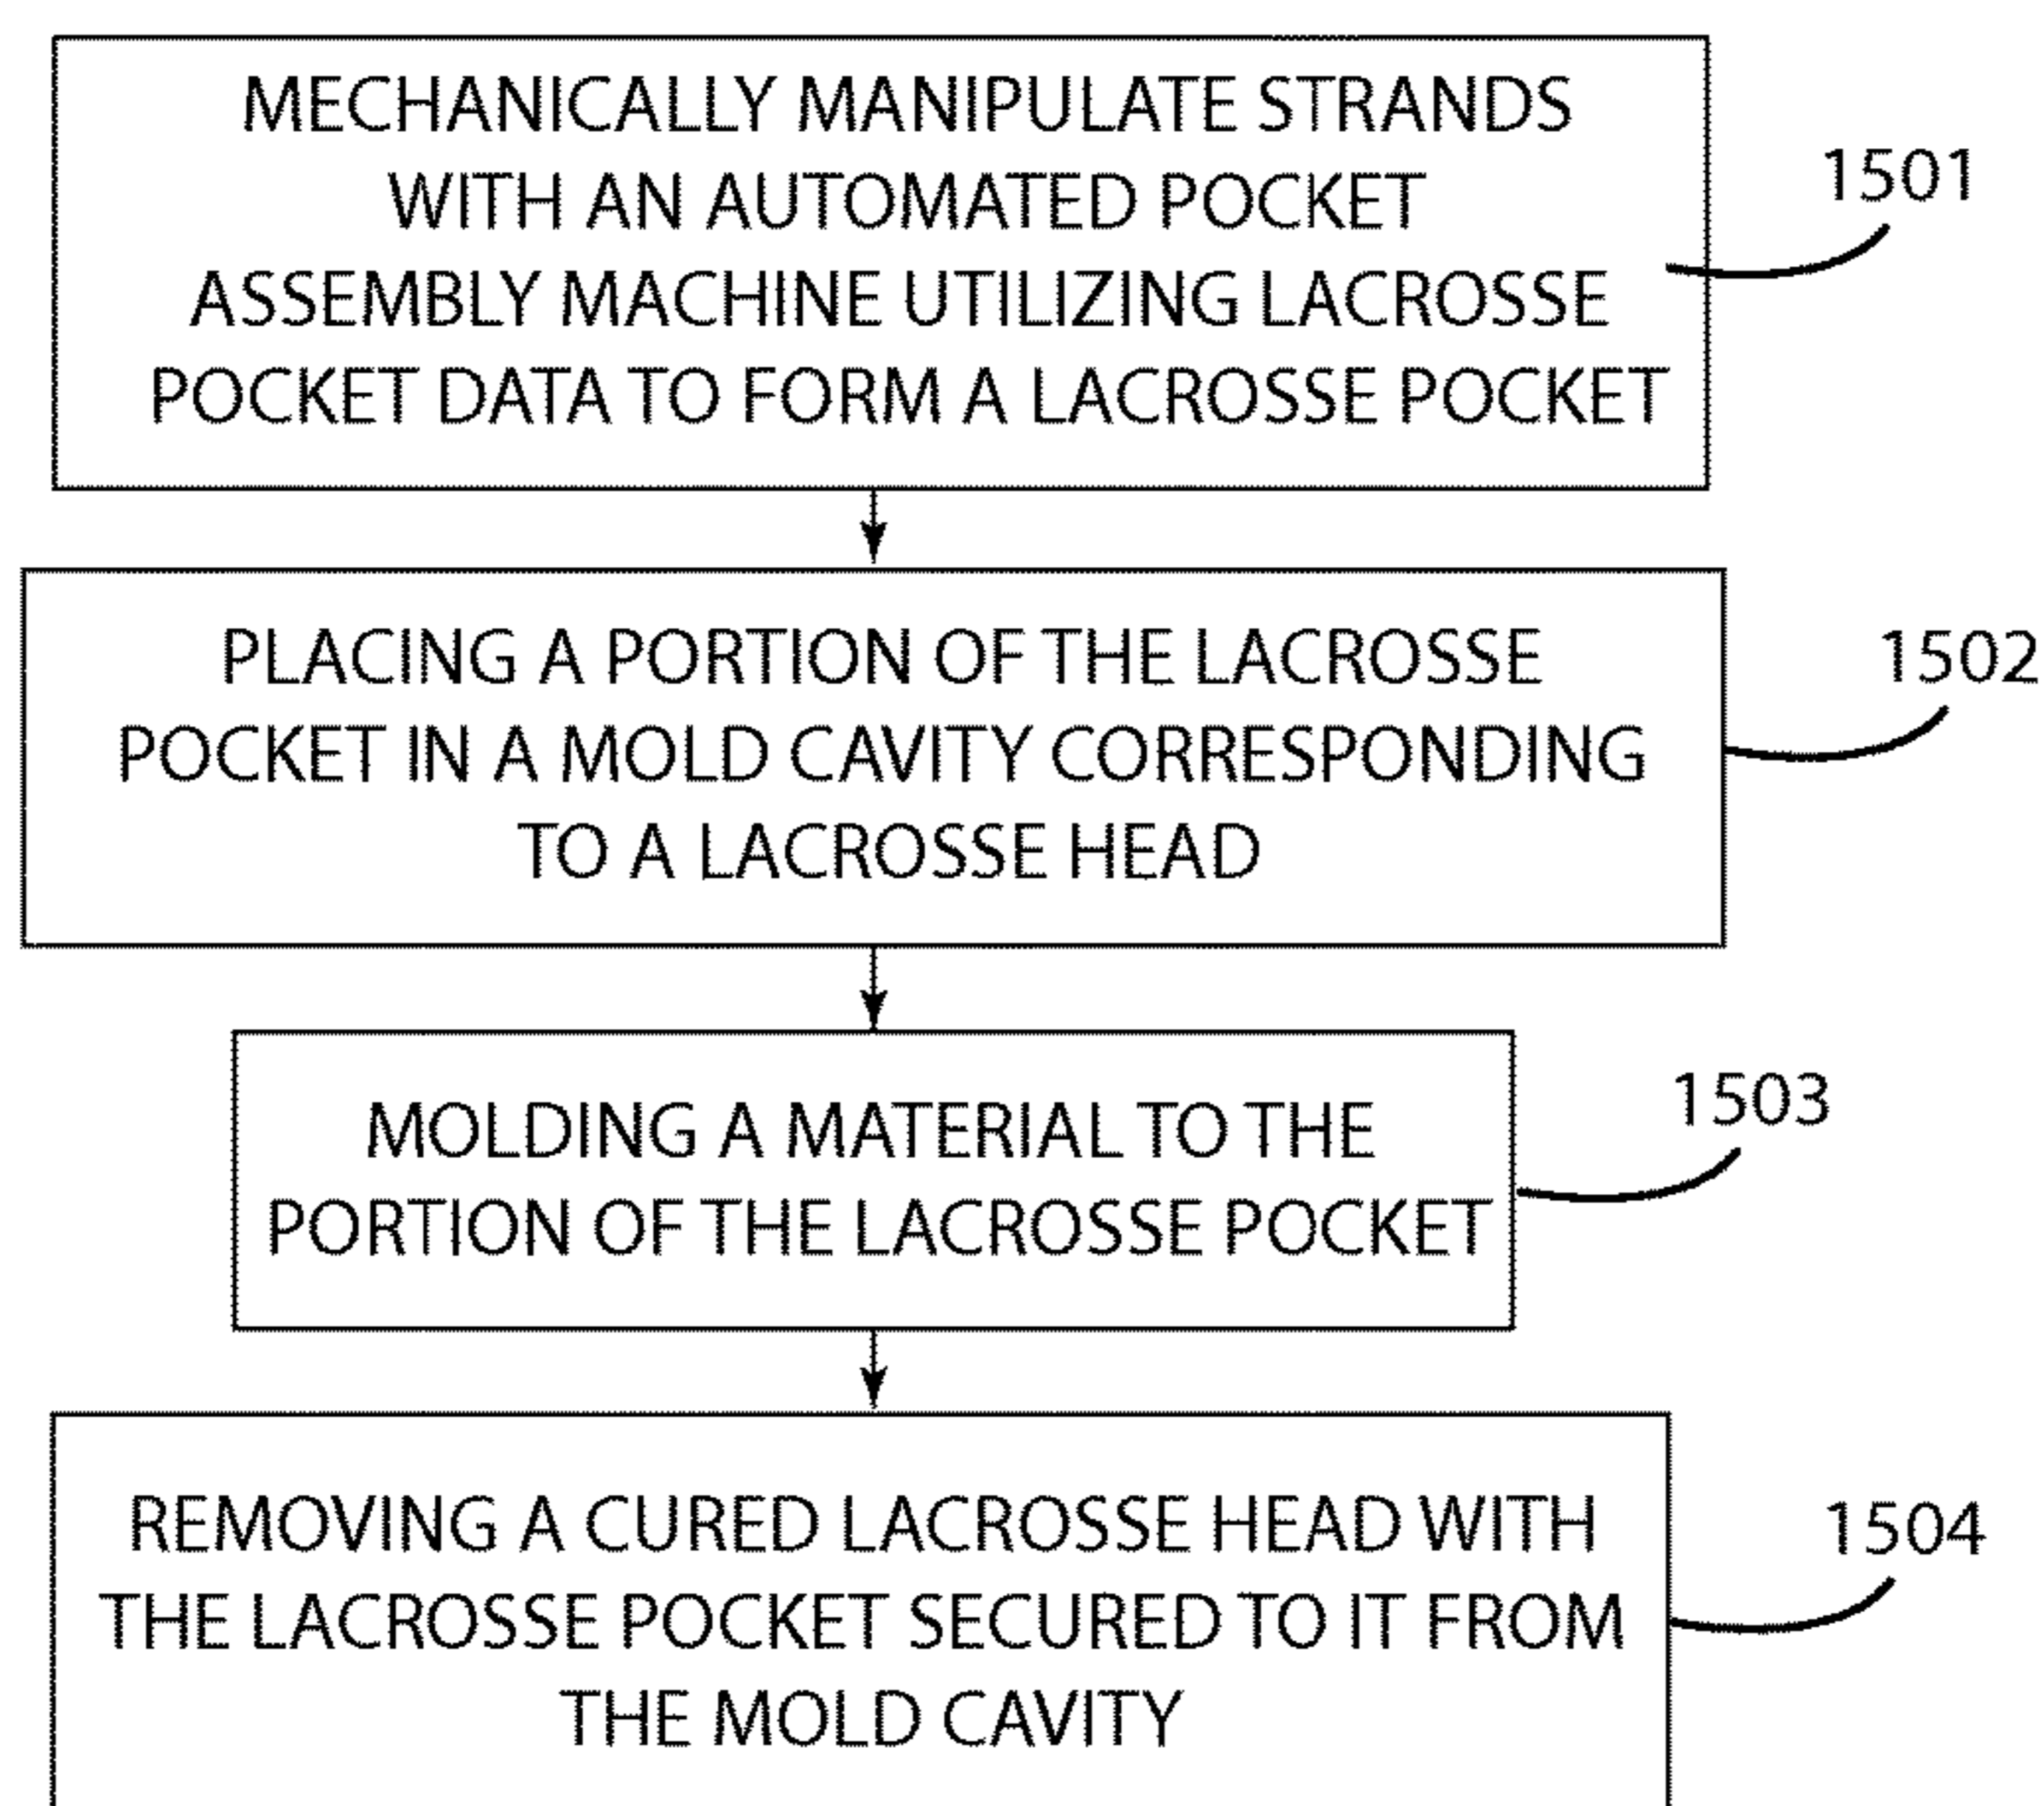 MECHANICALLY MANIPULATE STRANDS
WITH AN AUTOMATED POCKET
ASSEMBLY MACHINE UTILIZING LACROSSE
POCKET DATA TO FORM A LACROSSE POCKET
1501
PLACING A PORTION OF THE LACROSSE
POCKET IN A MOLD CAVITY CORRESPONDING
TO A LACROSSE HEAD
1502
MOLDING A MATERIAL TO THE
PORTION OF THE LACROSSE POCKET
1503
REMOVING A CURED LACROSSE HEAD WITH
THE LACROSSE POCKET SECURED TO IT FROM
THE MOLD CAVITY
1504